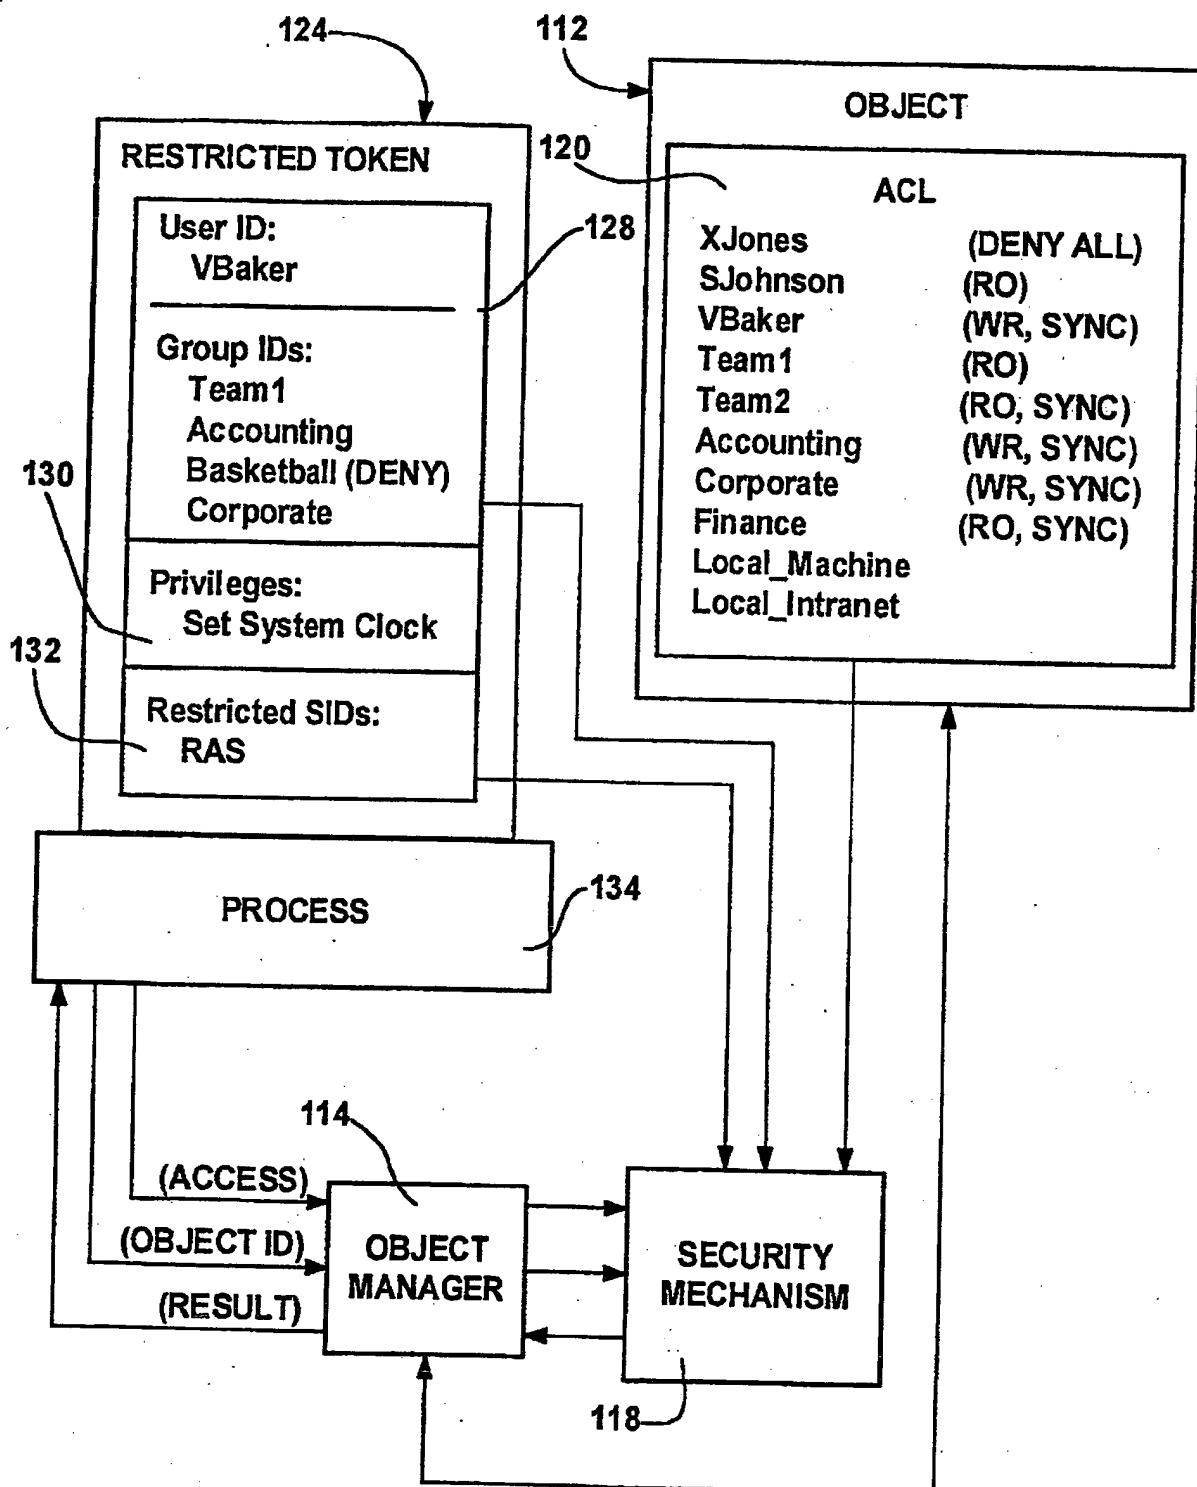 124
112
OBJECT
RESTRICTED TOKEN
120
ACL
User ID:
VBaker
128
Group IDs:
Team1
Accounting
Basketball (DENY)
Corporate
130
Privileges:
Set System Clock
132
Restricted SIDs:
RAS
XJones (DENY ALL)
SJohnson (RO)
VBaker (WR, SYNC)
Team1 (RO)
Team2 (RO, SYNC)
Accounting (WR, SYNC)
Corporate (WR, SYNC)
Finance (RO, SYNC)
Local_Machine
Local_Intranet
PROCESS
134
114
(ACCESS)
(OBJECT ID)
(RESULT)
OBJECT
MANAGER
SECURITY
MECHANISM
118